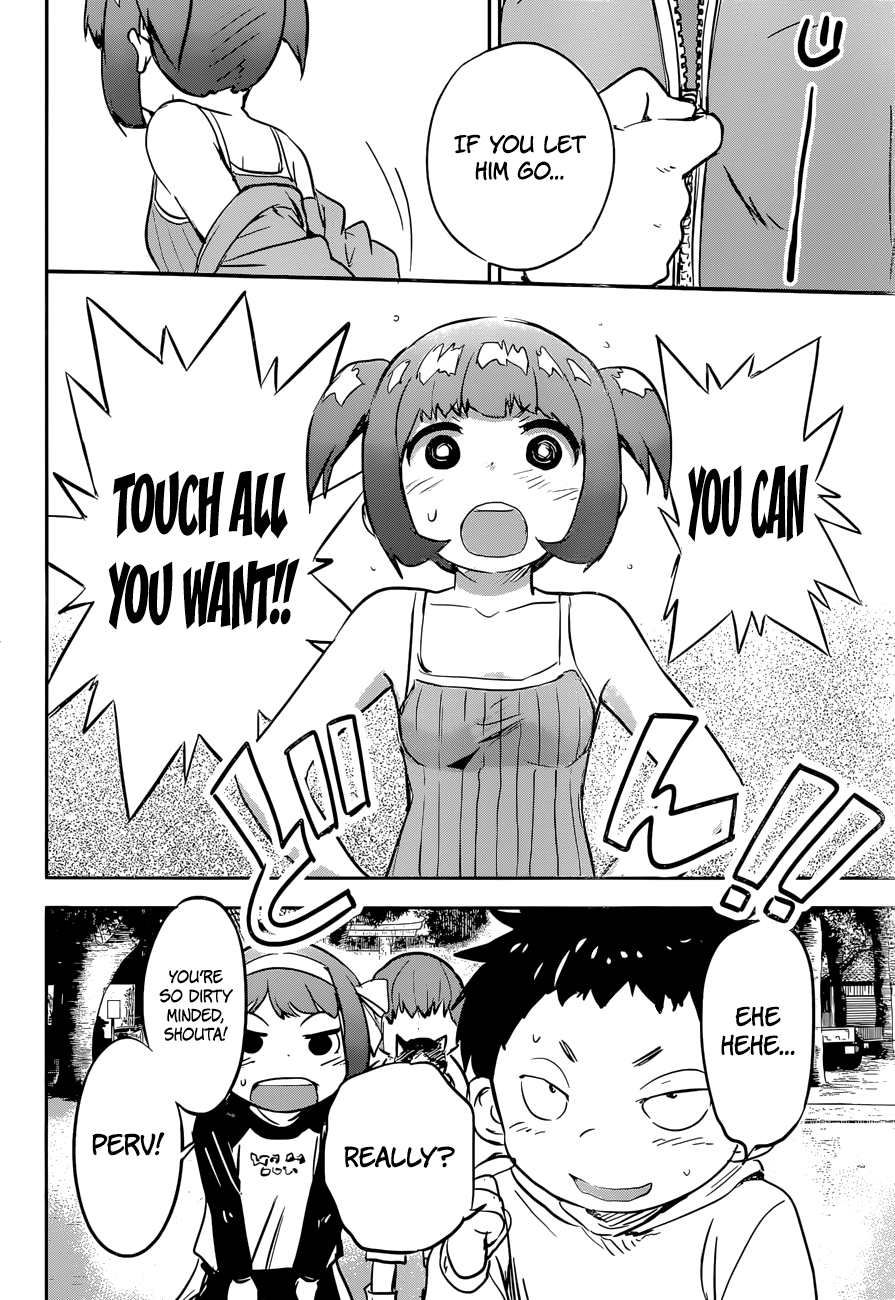 IF YOU LET
HIM GO...
YOU CAN
TOUCH ALL
YOU WANT!!
どん!!
EHE
HEHE...
REALLY?
YOU'RE
SO DIRTY
MINDED,
SHOUTA!
PERV!